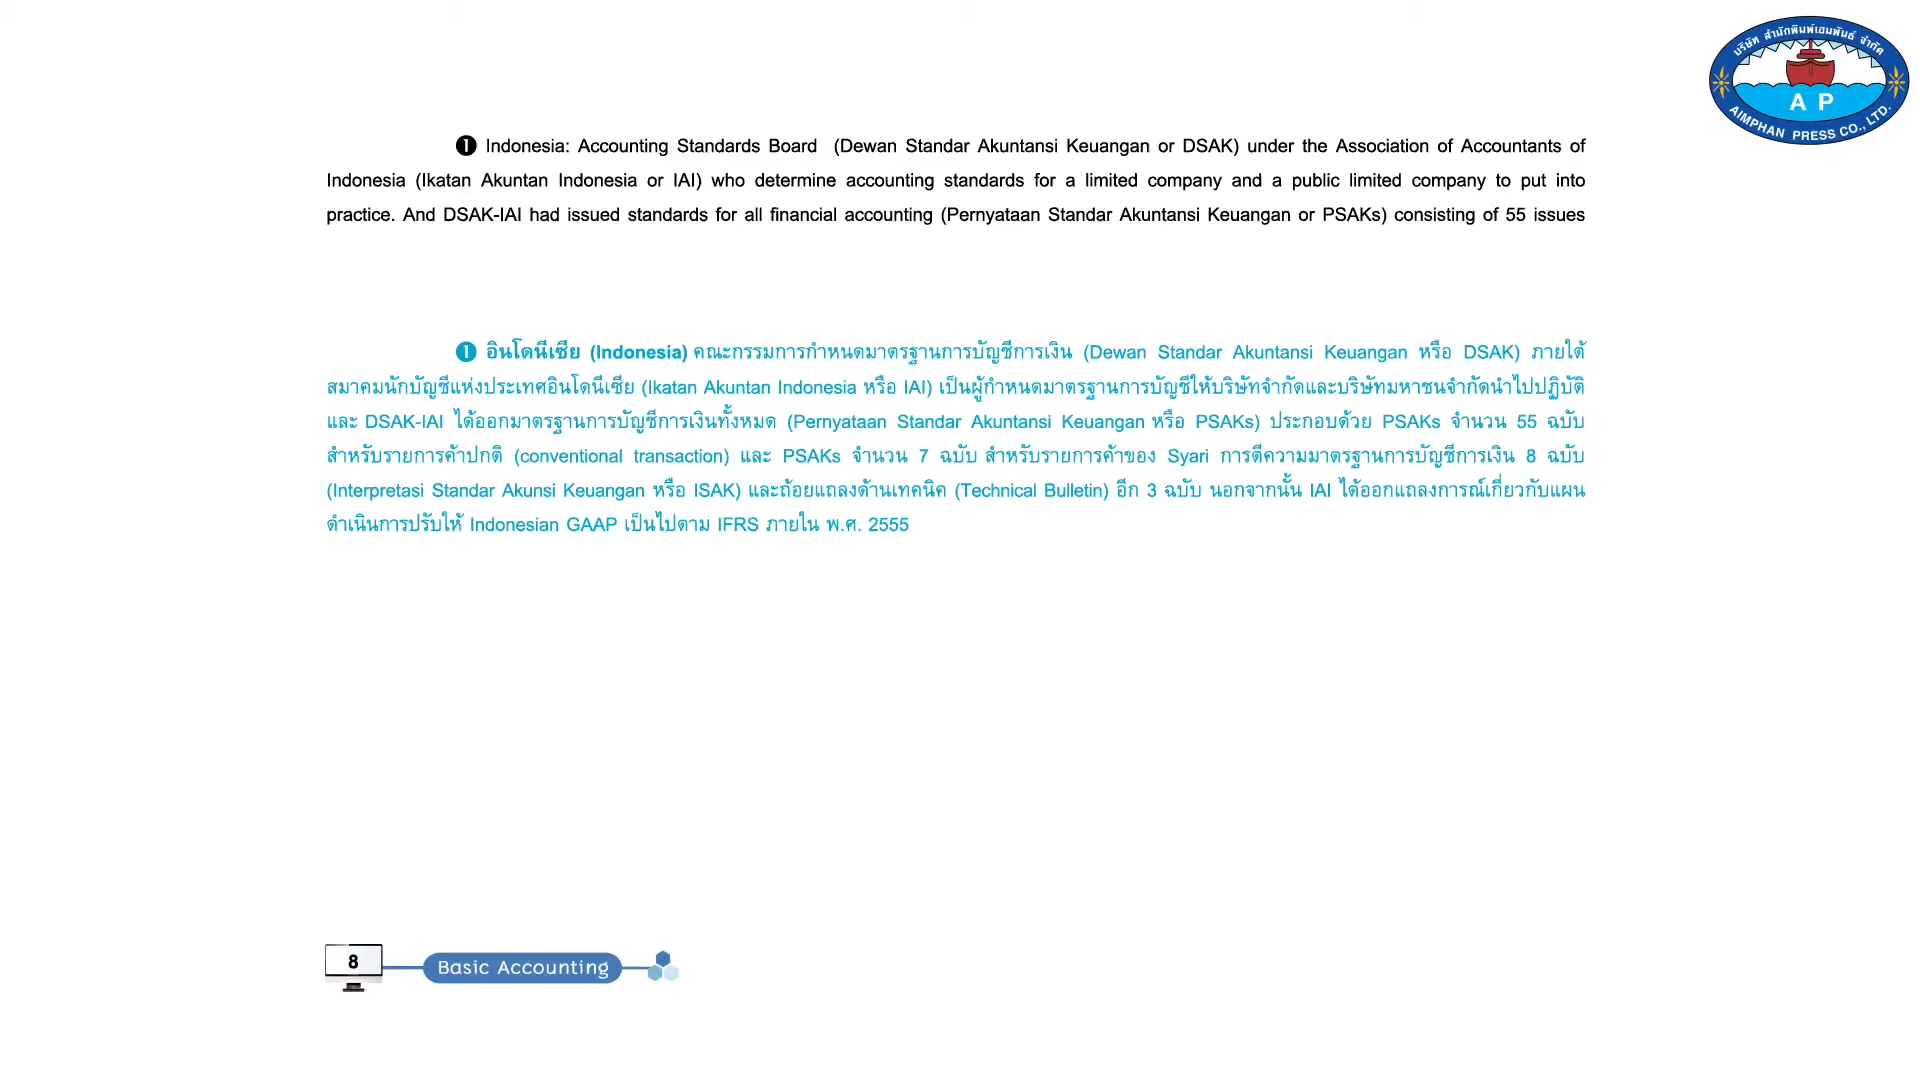 บริษัท สำนักพิมพ์เอมพันธ์ จำกัด
A P
AIMPHAN PRESS CO., LTD.
❶ Indonesia: Accounting Standards Board (Dewan Standar Akuntansi Keuangan or DSAK) under the Association of Accountants of
Indonesia (Ikatan Akuntan Indonesia or IAI) who determine accounting standards for a limited company and a public limited company to put into
practice. And DSAK-IAI had issued standards for all financial accounting (Pernyataan Standar Akuntansi Keuangan or PSAKs) consisting of 55 issues
❶ อินโดนีเซีย (Indonesia) คณะกรรมการกำหนดมาตรฐานการบัญชีการเงิน (Dewan Standar Akuntansi Keuangan หรือ DSAK) ภายใต้
สมาคมนักบัญชีแห่งประเทศอินโดนีเซีย (Ikatan Akuntan Indonesia หรือ IAI) เป็นผู้กำหนดมาตรฐานการบัญชีให้บริษัทจำกัดและบริษัทมหาชนจำกัดนำไปปฏิบัติ
และ DSAK-IAI ได้ออกมาตรฐานการบัญชีการเงินทั้งหมด (Pernyataan Standar Akuntansi Keuangan หรือ PSAKs) ประกอบด้วย PSAKs จำนวน 55 ฉบับ
สำหรับรายการค้าปกติ (conventional transaction) และ PSAKs จำนวน 7 ฉบับ สำหรับรายการค้าของ Syari การตีความมาตรฐานการบัญชีการเงิน 8 ฉบับ
(Interpretasi Standar Akunsi Keuangan หรือ ISAK) และถ้อยแถลงด้านเทคนิค (Technical Bulletin) อีก 3 ฉบับ นอกจากนั้น IAI ได้ออกแถลงการณ์เกี่ยวกับแผน
ดำเนินการปรับให้ Indonesian GAAP เป็นไปตาม IFRS ภายใน พ.ศ. 2555
8
Basic Accounting